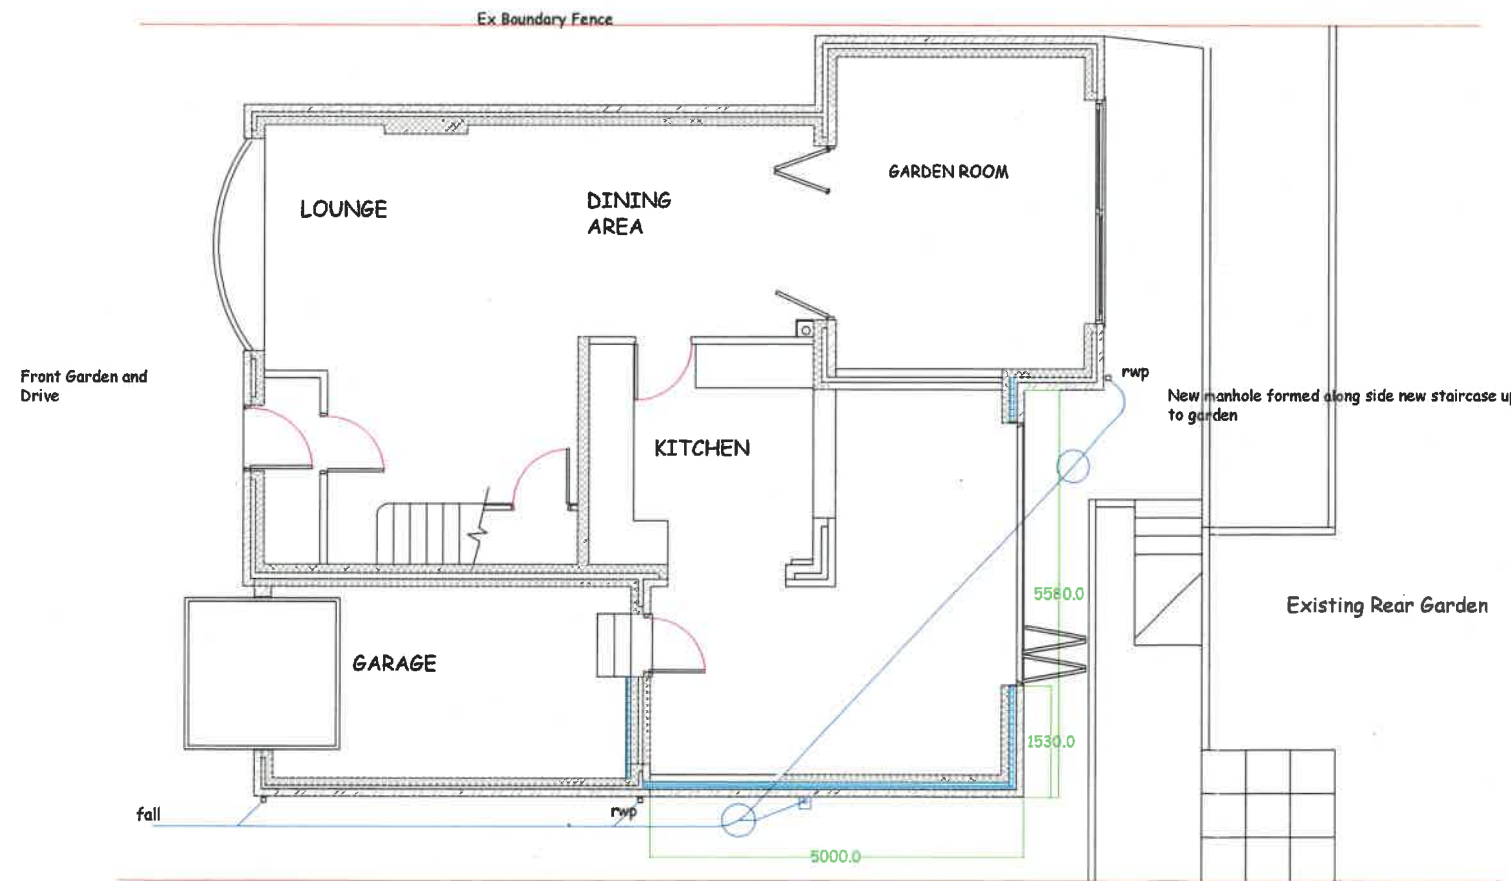 Ex Boundary Fence
GARDEN ROOM
LOUNGE
DINING
AREA
Front Garden and
Drive
rwp
New manhole formed along side new staircase up
to garden
KITCHEN
5580.0
Existing Rear Garden
GARAGE
1530.0
fall
rwp
5000.0